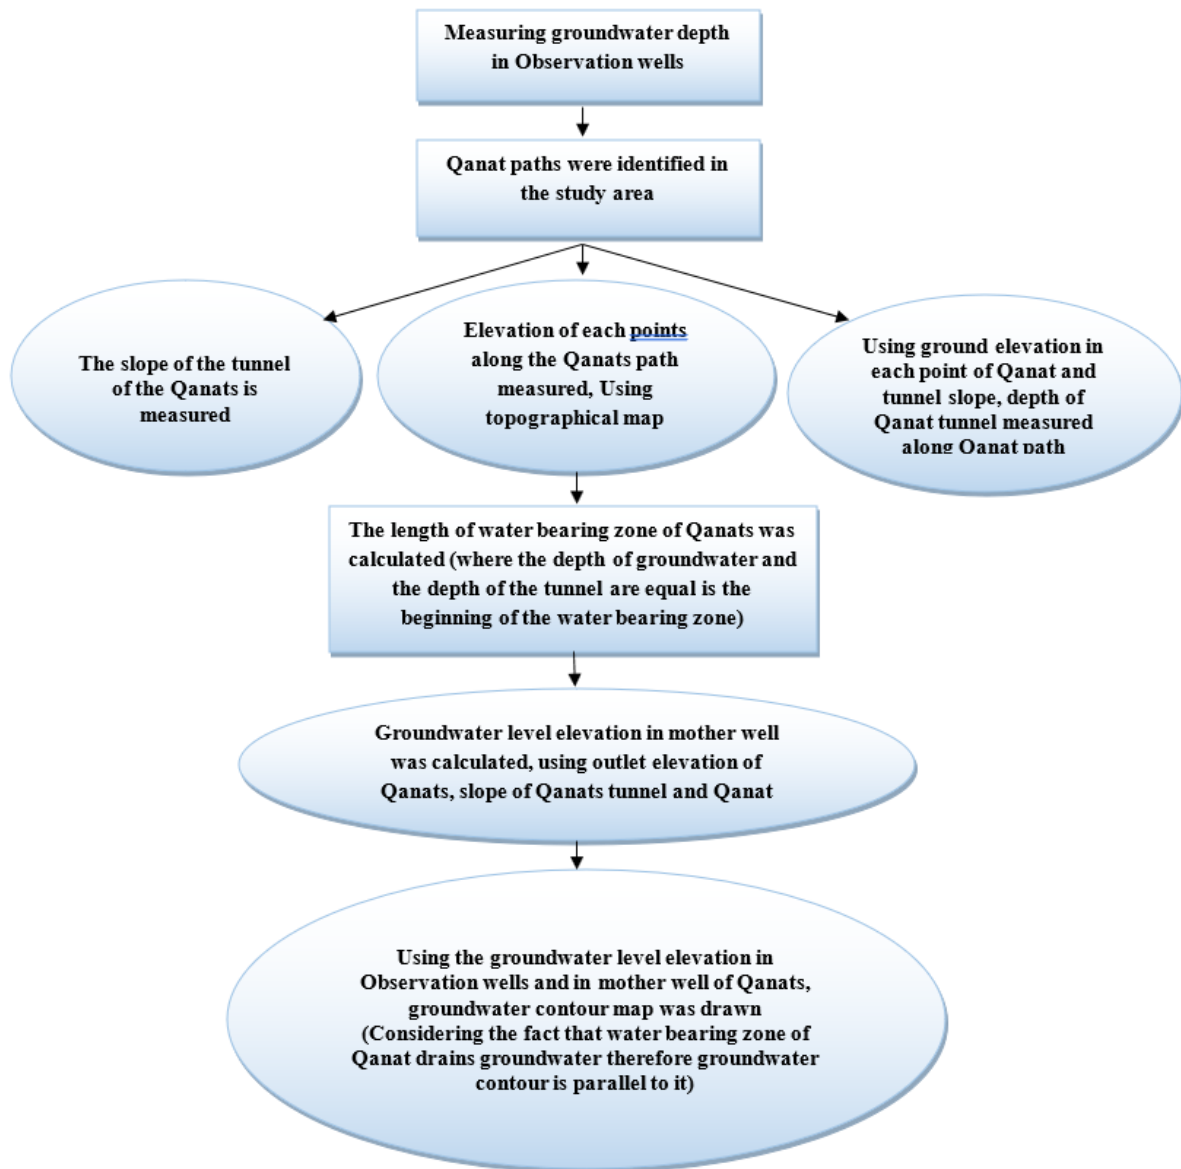 Measuring groundwater depth
in Observation wells
Qanat paths were identified in
the study area
The slope of the tunnel
of the Qanats is
measured
Elevation of each points
along the Qanats path
measured, Using
topographical map
Using ground elevation in
each point of Qanat and
tunnel slope, depth of
Qanat tunnel measured
along Qanat path
The length of water bearing zone of Qanats was
calculated (where the depth of groundwater and
the depth of the tunnel are equal is the
beginning of the water bearing zone)
Groundwater level elevation in mother well
was calculated, using outlet elevation of
Qanats, slope of Qanats tunnel and Qanat
Using the groundwater level elevation in
Observation wells and in mother well of Qanats,
groundwater contour map was drawn
(Considering the fact that water bearing zone of
Qanat drains groundwater therefore groundwater
contour is parallel to it)